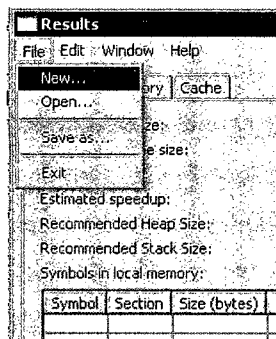 Results
File Edit Window Help
New...
ory Cache
Open...
ze:
Save as...
e size:
Exit
Estimated speedup:
Recommended Heap Size:
Recommended Stack Size:
Symbols in local memory:
Symbol Section Size (bytes)